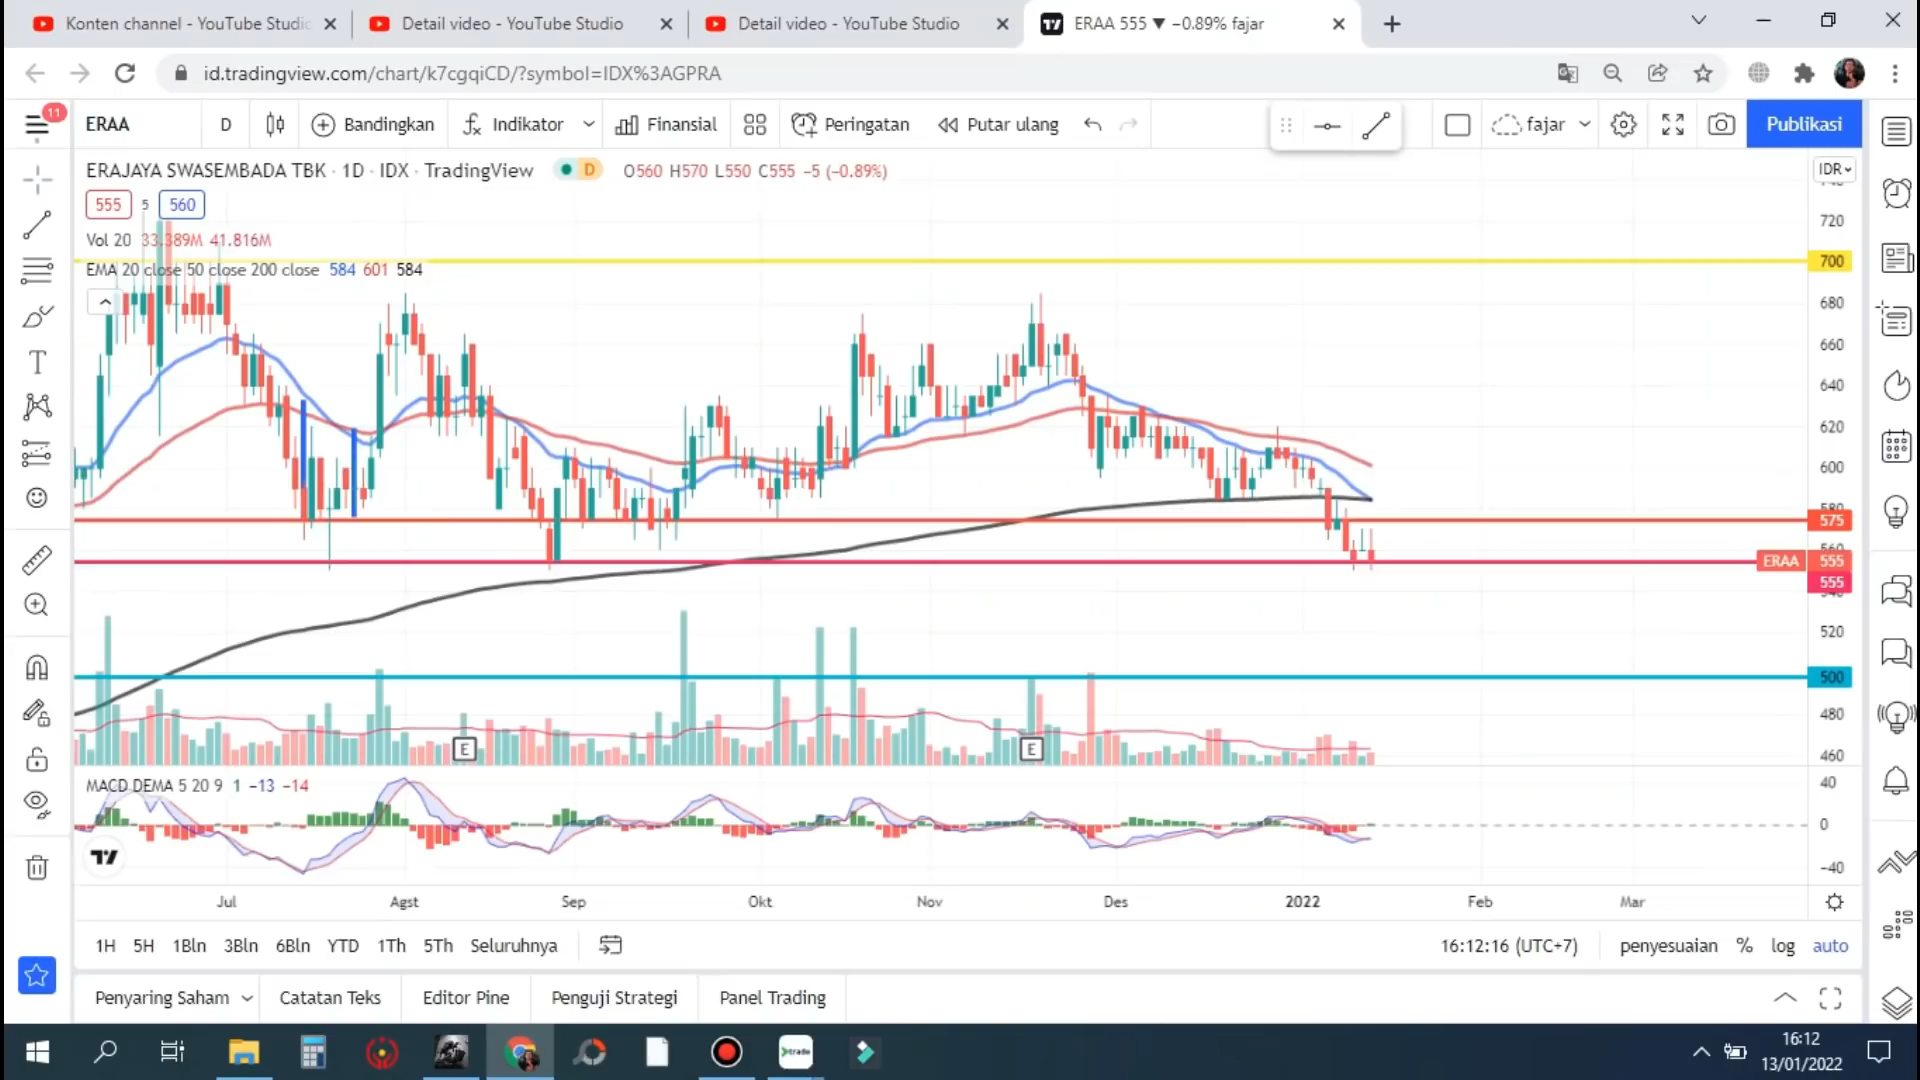 Konten channel - YouTube Studio
Detail video - YouTube Studio
Detail video - YouTube Studio
ERAA 555 ▼ −0.89% fajar
id.tradingview.com/chart/k7cgqiCD/?symbol=IDX%3AGPRA
11
ERAA
D
Bandingkan
Indikator
Finansial
Peringatan
Putar ulang
fajar
Publikasi
ERAJAYA SWASEMBADA TBK · 1D · IDX · TradingView
D
O560 H570 L550 C555 −5 (−0.89%)
IDR
555 5 560
Vol 20 33.389M 41.816M
EMA 20 close 50 close 200 close 584 601 584
720
700
680
660
640
620
600
580
575
560
ERAA 555
555
540
520
500
480
460
E
E
MACD DEMA 5 20 9 1 −13 −14
40
0
−40
Jul Agst Sep Okt Nov Des 2022 Feb Mar
1H 5H 1Bln 3Bln 6Bln YTD 1Th 5Th Seluruhnya
16:12:16 (UTC+7)
penyesuaian % log auto
Penyaring Saham
Catatan Teks
Editor Pine
Penguji Strategi
Panel Trading
16:12
13/01/2022